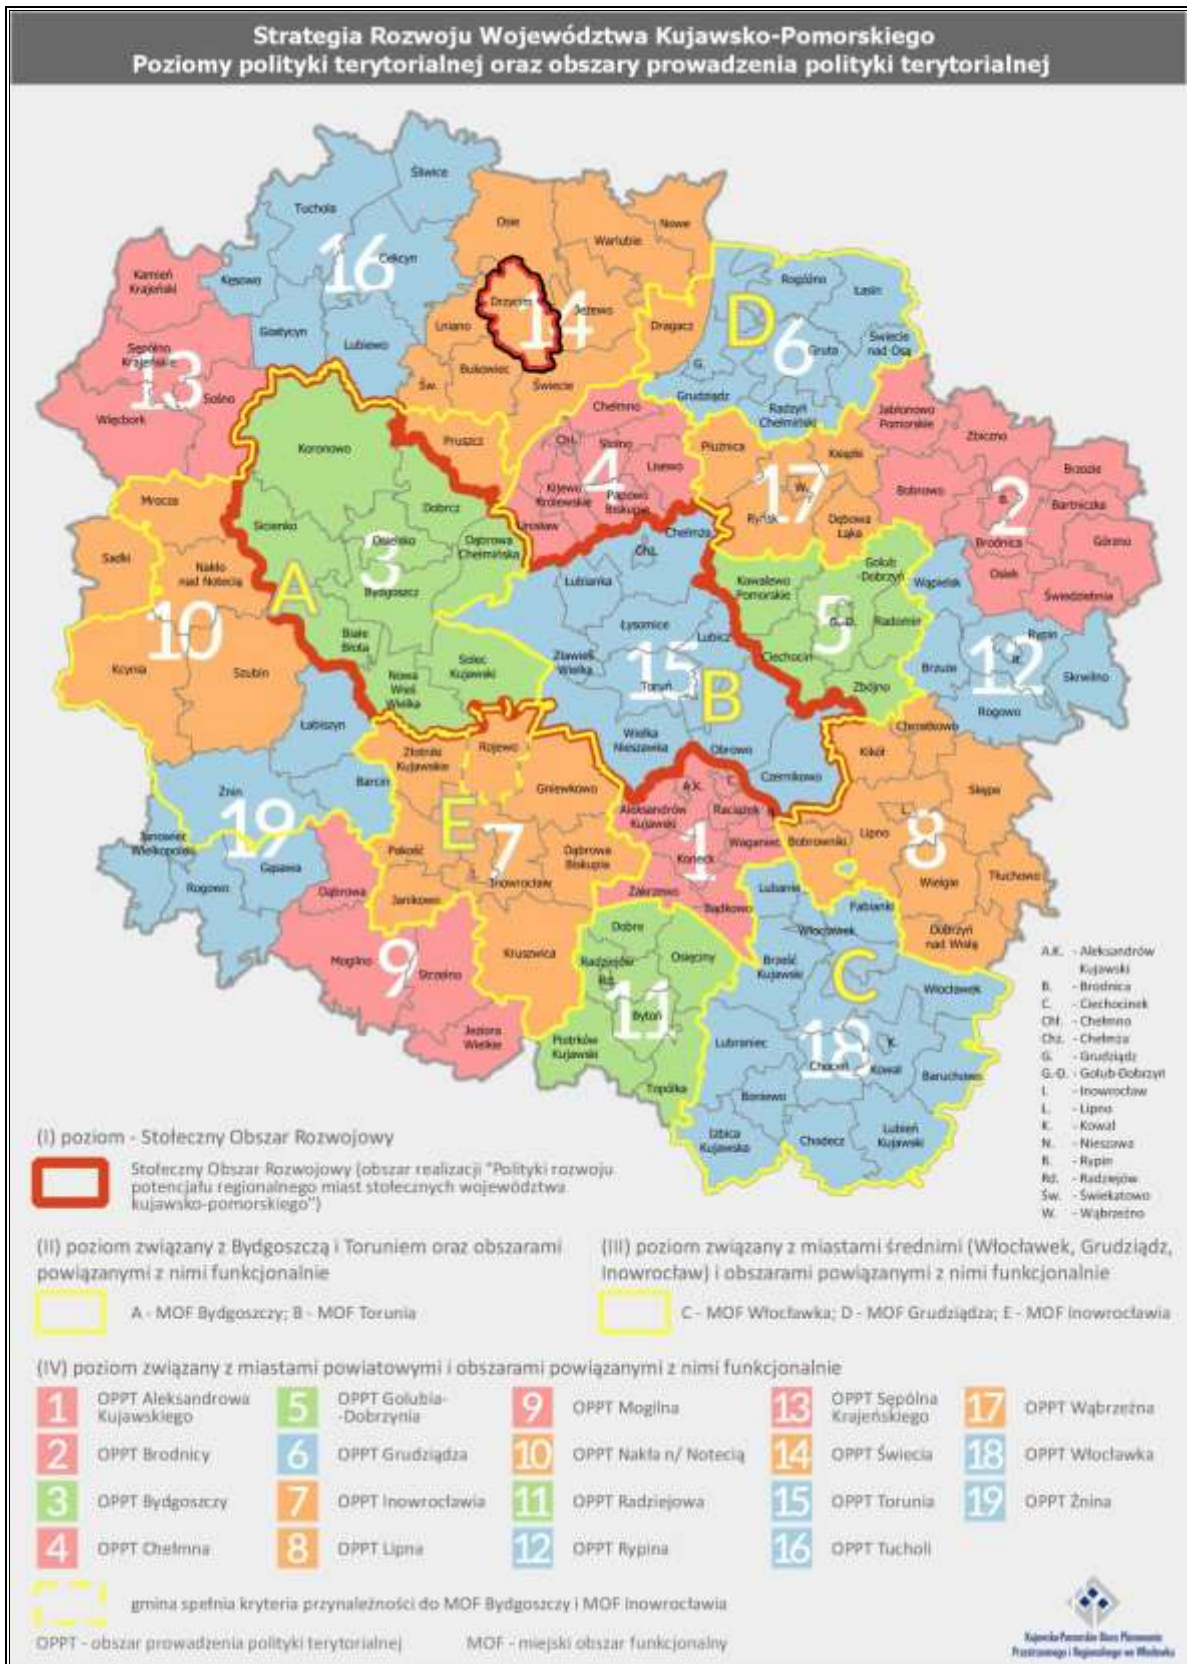 Strategia Rozwoju Województwa Kujawsko-Pomorskiego
Poziomy polityki terytorialnej oraz obszary prowadzenia polityki terytorialnej
Śliwice
Tuchola
Osie
Nowe
Warlubie
16
Cekcyn
Kamień
Krajeński
Kęsowo
Rogóźno
Łasin
Drzycim
14
Jeżewo
D
Gostycyn
Lubiewo
Lniano
Dragacz
6
Gruta
Świecie
nad Osą
Sępólno
Krajeńskie
13
Sośno
Bukowiec
G.
Św.
Świecie
Grudziądz
Więcbork
Chełmno
Radzyń
Chełmiński
Jabłonowo
Pomorskie
Zbiczno
Koronowo
Pruszcz
Chł.
Stolno
Płużnica
Książki
4
Lisewo
17
Brzozie
Mrocza
Kijewo
Królewskie
Papowo
Biskupie
W.
Bobrowo
B.
2
Bartniczka
Dobrcz
Sicienko
Unisław
Ryńsk
Dębowa
Łąka
Osielsko
Dąbrowa
Chełmińska
Chełmża
Brodnica
Górzno
Sadki
3
Chż.
Golub
-Dobrzyń
Nakło
nad Notecią
Lubianka
Kowalewo
Pomorskie
Wąpielsk
Osiek
A
Bydgoszcz
Świedziebnia
10
Łysomice
G.-D.
5
Radomin
Białe
Błota
Lubicz
Rypin
Zławieś
Wielka
15
Ciechocin
R.
12
Kcynia
Szubin
Solec
Kujawski
Toruń
B
Brzuze
Skrwilno
Nowa
Wieś
Wielka
Zbójno
Rogowo
Łabiszyn
Wielka
Nieszawka
Chrostkowo
Złotniki
Kujawskie
Rojewo
Obrowo
Kikół
Barcin
Czernikowo
Żnin
Gniewkowo
A.K.
C.
Skępe
19
E
Aleksandrów
Kujawski
Raciążek
N.
L.
Janowiec
Wielkopolski
7
1
Waganiec
Bobrowniki
Lipno
8
Pakość
Dąbrowa
Biskupia
Koneck
Gąsawa
Inowrocław
Tłuchowo
Rogowo
Dąbrowa
Janikowo
Zakrzewo
Lubanie
Wielgie
Bądkowo
Fabianki
Dobre
Włocławek
Dobrzyń
nad Wisłą
Mogilno
9
Strzelno
Kruszwica
Radziejów
Osięciny
Brześć
Kujawski
C
Rd.
11
Bytoń
Włocławek
Jeziora
Wielkie
Piotrków
Kujawski
Lubraniec
18
K.
Choceń
Kowal
Baruchowo
Topólka
Boniewo
Izbica
Kujawska
Chodecz
Lubień
Kujawski
A.K. - Aleksandrów
Kujawski
B. - Brodnica
C. - Ciechocinek
Chł. - Chełmno
Chż. - Chełmża
G. - Grudziądz
G.-D. - Golub-Dobrzyń
I. - Inowrocław
L. - Lipno
K. - Kowal
N. - Nieszawa
R. - Rypin
Rd. - Radziejów
Św. - Świekatowo
W. - Wąbrzeźno
(I) poziom - Stołeczny Obszar Rozwojowy
Stołeczny Obszar Rozwojowy (obszar realizacji "Polityki rozwoju
potencjału regionalnego miast stołecznych województwa
kujawsko-pomorskiego")
(II) poziom związany z Bydgoszczą i Toruniem oraz obszarami
powiązanymi z nimi funkcjonalnie
A - MOF Bydgoszczy; B - MOF Torunia
(III) poziom związany z miastami średnimi (Włocławek, Grudziądz,
Inowrocław) i obszarami powiązanymi z nimi funkcjonalnie
C - MOF Włocławka; D - MOF Grudziądza; E - MOF Inowrocławia
(IV) poziom związany z miastami powiatowymi i obszarami powiązanymi z nimi funkcjonalnie
1 OPPT Aleksandrowa
Kujawskiego
2 OPPT Brodnicy
3 OPPT Bydgoszczy
4 OPPT Chełmna
5 OPPT Golubia-
-Dobrzynia
6 OPPT Grudziądza
7 OPPT Inowrocławia
8 OPPT Lipna
9 OPPT Mogilna
10 OPPT Nakła n/ Notecią
11 OPPT Radziejowa
12 OPPT Rypina
13 OPPT Sępólna
Krajeńskiego
14 OPPT Świecia
15 OPPT Torunia
16 OPPT Tucholi
17 OPPT Wąbrzeźna
18 OPPT Włocławka
19 OPPT Żnina
gmina spełnia kryteria przynależności do MOF Bydgoszczy i MOF Inowrocławia
OPPT - obszar prowadzenia polityki terytorialnej
MOF - miejski obszar funkcjonalny
Kujawsko-Pomorskie Biuro Planowania
Przestrzennego i Regionalnego we Włocławku